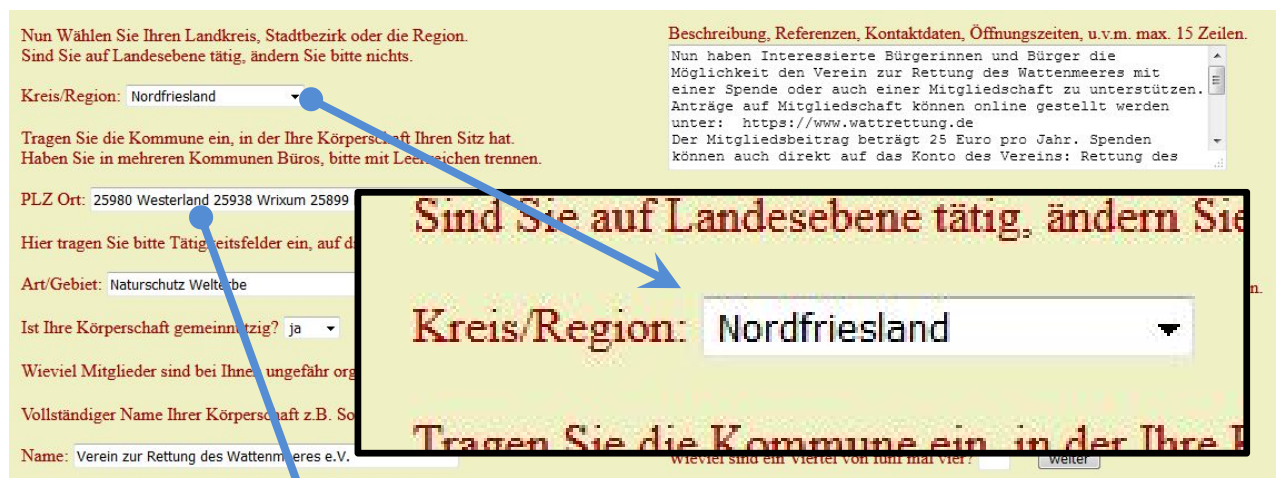 Nun Wählen Sie Ihren Landkreis, Stadtbezirk oder die Region.
Sind Sie auf Landesebene tätig, ändern Sie bitte nichts.
Kreis/Region: Nordfriesland
Tragen Sie die Kommune ein, in der Ihre Körperschaft Ihren Sitz hat.
Haben Sie in mehreren Kommunen Büros, bitte mit Leerzeichen trennen.
PLZ Ort: 25980 Westerland 25938 Wrixum 25899
Hier tragen Sie bitte Tätigkeitsfelder ein, auf
Art/Gebiet: Naturschutz Welterbe
Ist Ihre Körperschaft gemeinnützig? ja
Wieviel Mitglieder sind bei Ihnen ungefähr org
Vollständiger Name Ihrer Körperschaft z.B. So
Name: Verein zur Rettung des Wattenmeeres e.V.
Beschreibung, Referenzen, Kontaktdaten, Öffnungszeiten, u.v.m. max. 15 Zeilen.
Nun haben Interessierte Bürgerinnen und Bürger die
Möglichkeit den Verein zur Rettung des Wattenmeeres mit
einer Spende oder auch einer Mitgliedschaft zu unterstützen.
Anträge auf Mitgliedschaft können online gestellt werden
unter: https://www.wattrettung.de
Der Mitgliedsbeitrag beträgt 25 Euro pro Jahr. Spenden
können auch direkt auf das Konto des Vereins: Rettung des
Sind Sie auf Landesebene tätig, ändern Sie
Kreis/Region: Nordfriesland
Tragen Sie die Kommune ein, in der Ihre
n.
Wieviel sind ein Viertel von fünf mal vier? Weiter